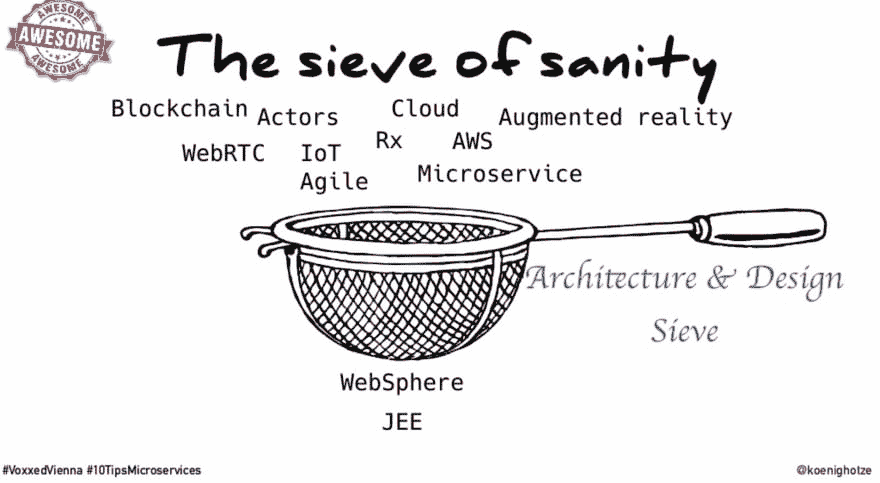 AWESOME
AWESOME
AWESOME
The sieve of sanity
Blockchain Actors Cloud Augmented reality
WebRTC IoT Rx AWS
Agile Microservice
Architecture & Design
Sieve
WebSphere
JEE
#VoxxedVienna #10TipsMicroservices
@koenighotze